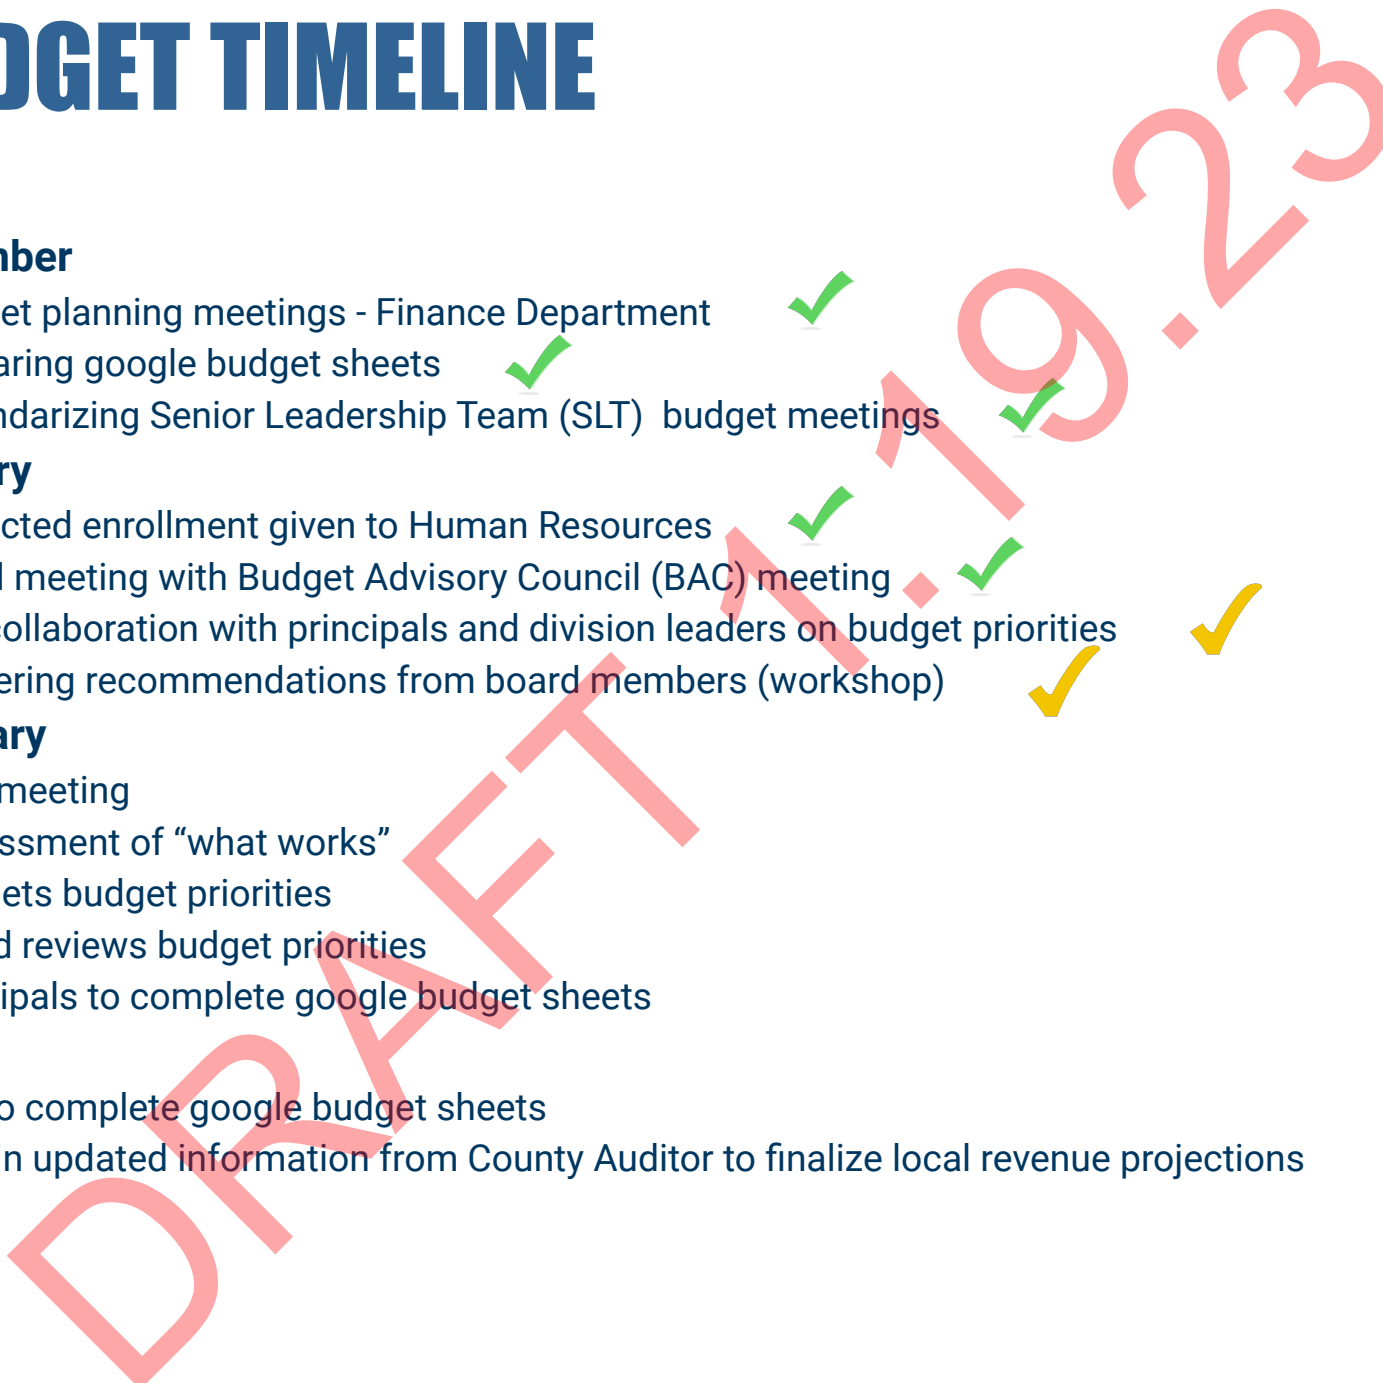 DGET TIMELINE
nber
et planning meetings - Finance Department
aring google budget sheets
ndarizing Senior Leadership Team (SLT)  budget meetings
ry
cted enrollment given to Human Resources
l meeting with Budget Advisory Council (BAC) meeting
collaboration with principals and division leaders on budget priorities
ering recommendations from board members (workshop)
ary
meeting
ssment of “what works”
ets budget priorities
d reviews budget priorities
ipals to complete google budget sheets
o complete google budget sheets
n updated information from County Auditor to finalize local revenue projections
DRAFT 1.19.23